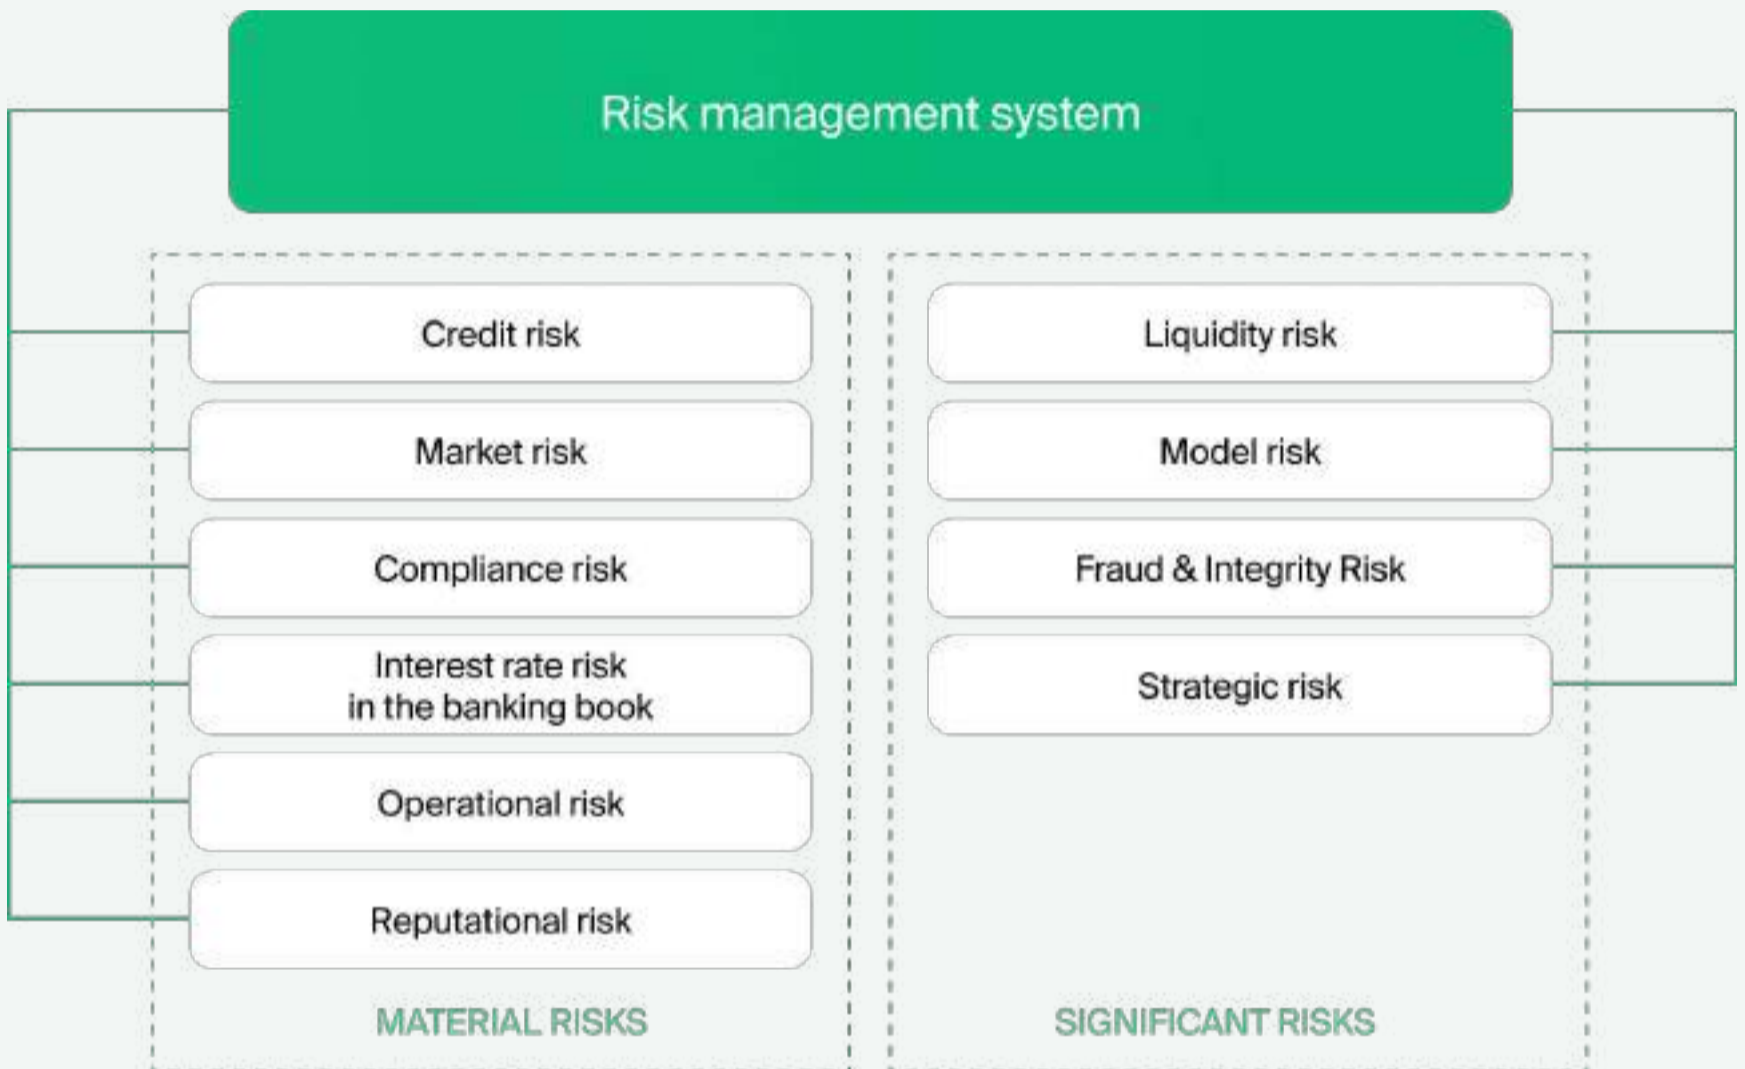 Risk management system
Credit risk
Market risk
Compliance risk
Interest rate risk
in the banking book
Operational risk
Reputational risk
MATERIAL RISKS
Liquidity risk
Model risk
Fraud & Integrity Risk
Strategic risk
SIGNIFICANT RISKS